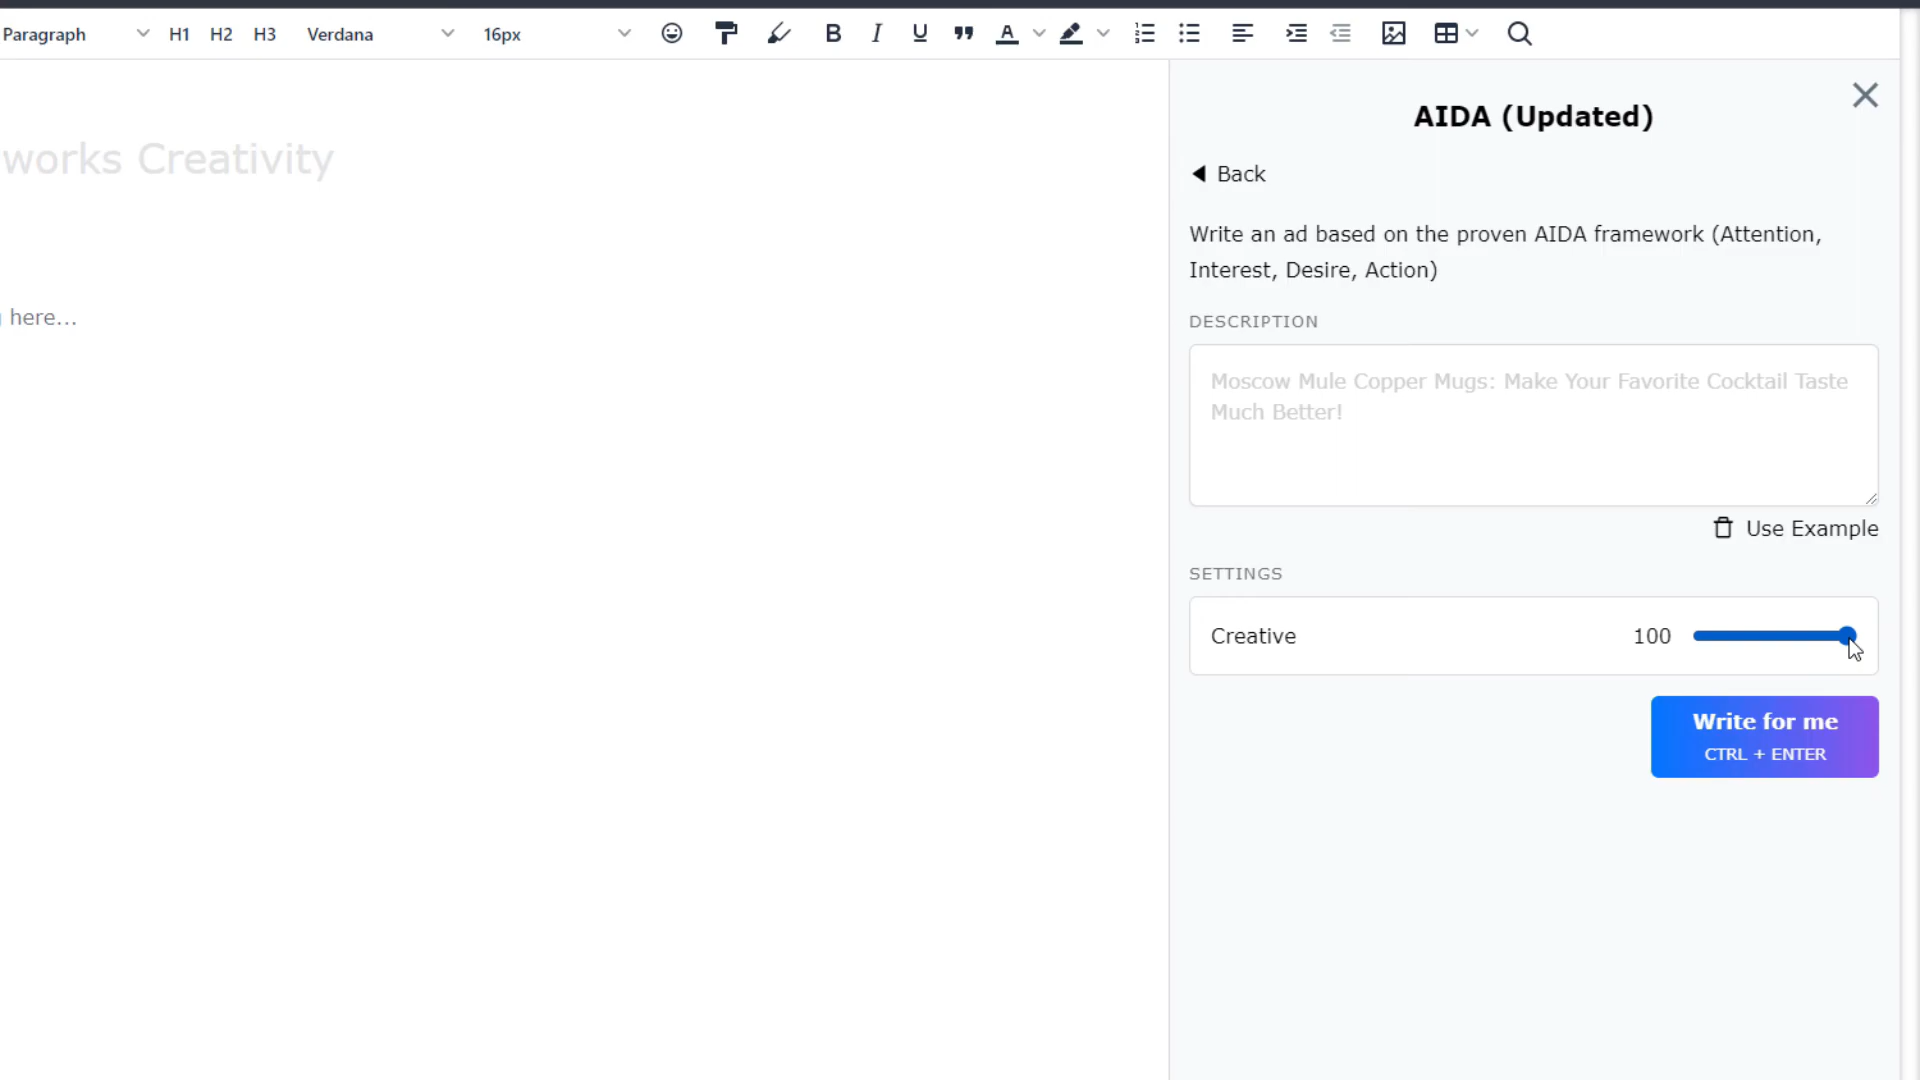 Paragraph H1 H2 H3 Verdana 16px B I U A
AIDA (Updated)
works Creativity
Back
Write an ad based on the proven AIDA framework (Attention,
Interest, Desire, Action)
here...
DESCRIPTION
Moscow Mule Copper Mugs: Make Your Favorite Cocktail Taste
Much Better!
Use Example
SETTINGS
Creative 100
Write for me
CTRL + ENTER